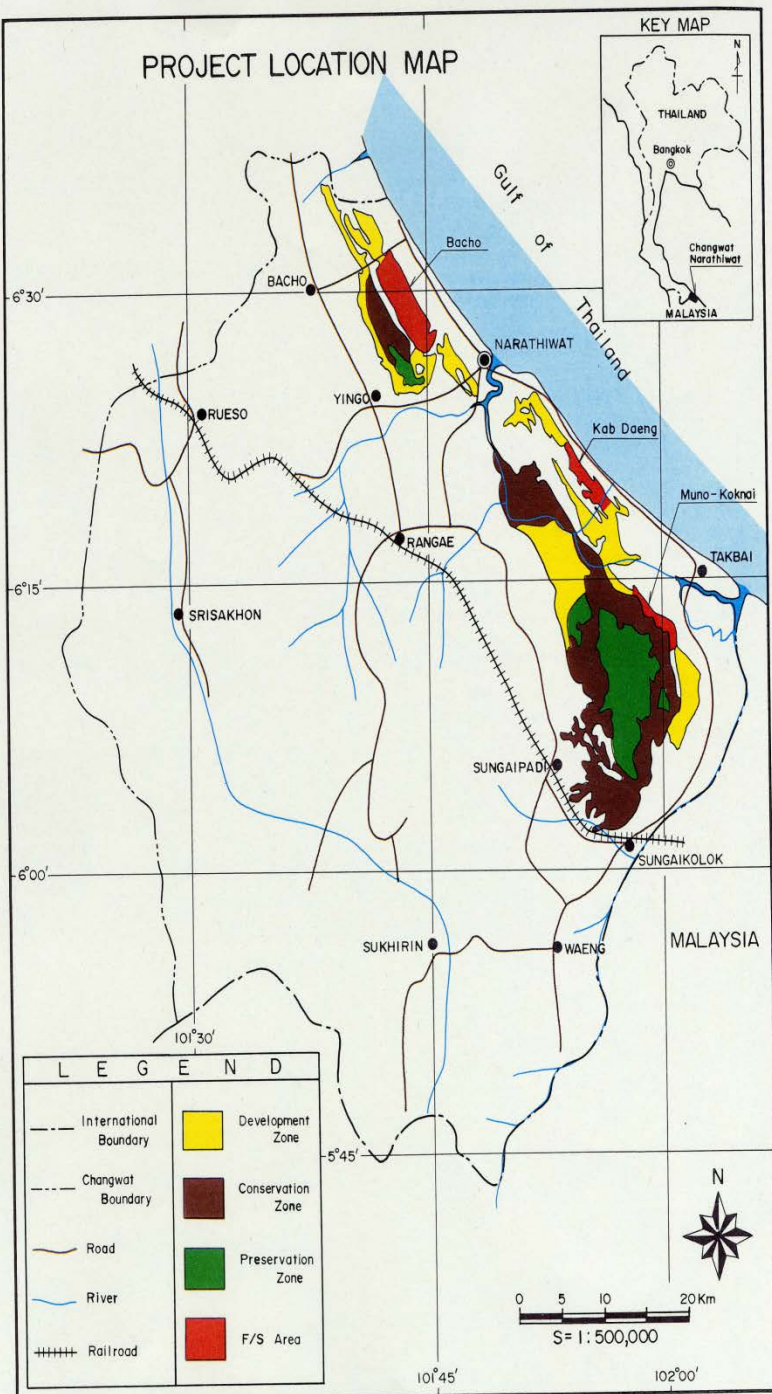 PROJECT LOCATION MAP
KEY MAP
N
THAILAND
Bangkok
Changwat
Narathiwat
MALAYSIA
Gulf of Thailand
Bacho
BACHO
6°30'
NARATHIWAT
YINGO
RUESO
Kab Daeng
Muno-Koknai
RANGAE
TAKBAI
6°15'
SRISAKHON
SUNGAIPADI
SUNGAIKOLOK
6°00'
SUKHIRIN
WAENG
MALAYSIA
101°30'
5°45'
LEGEND
International
Boundary
Changwat
Boundary
Road
River
Railroad
Development
Zone
Conservation
Zone
Preservation
Zone
F/S Area
N
0 5 10 20 Km
S=1:500,000
101°45'
102°00'